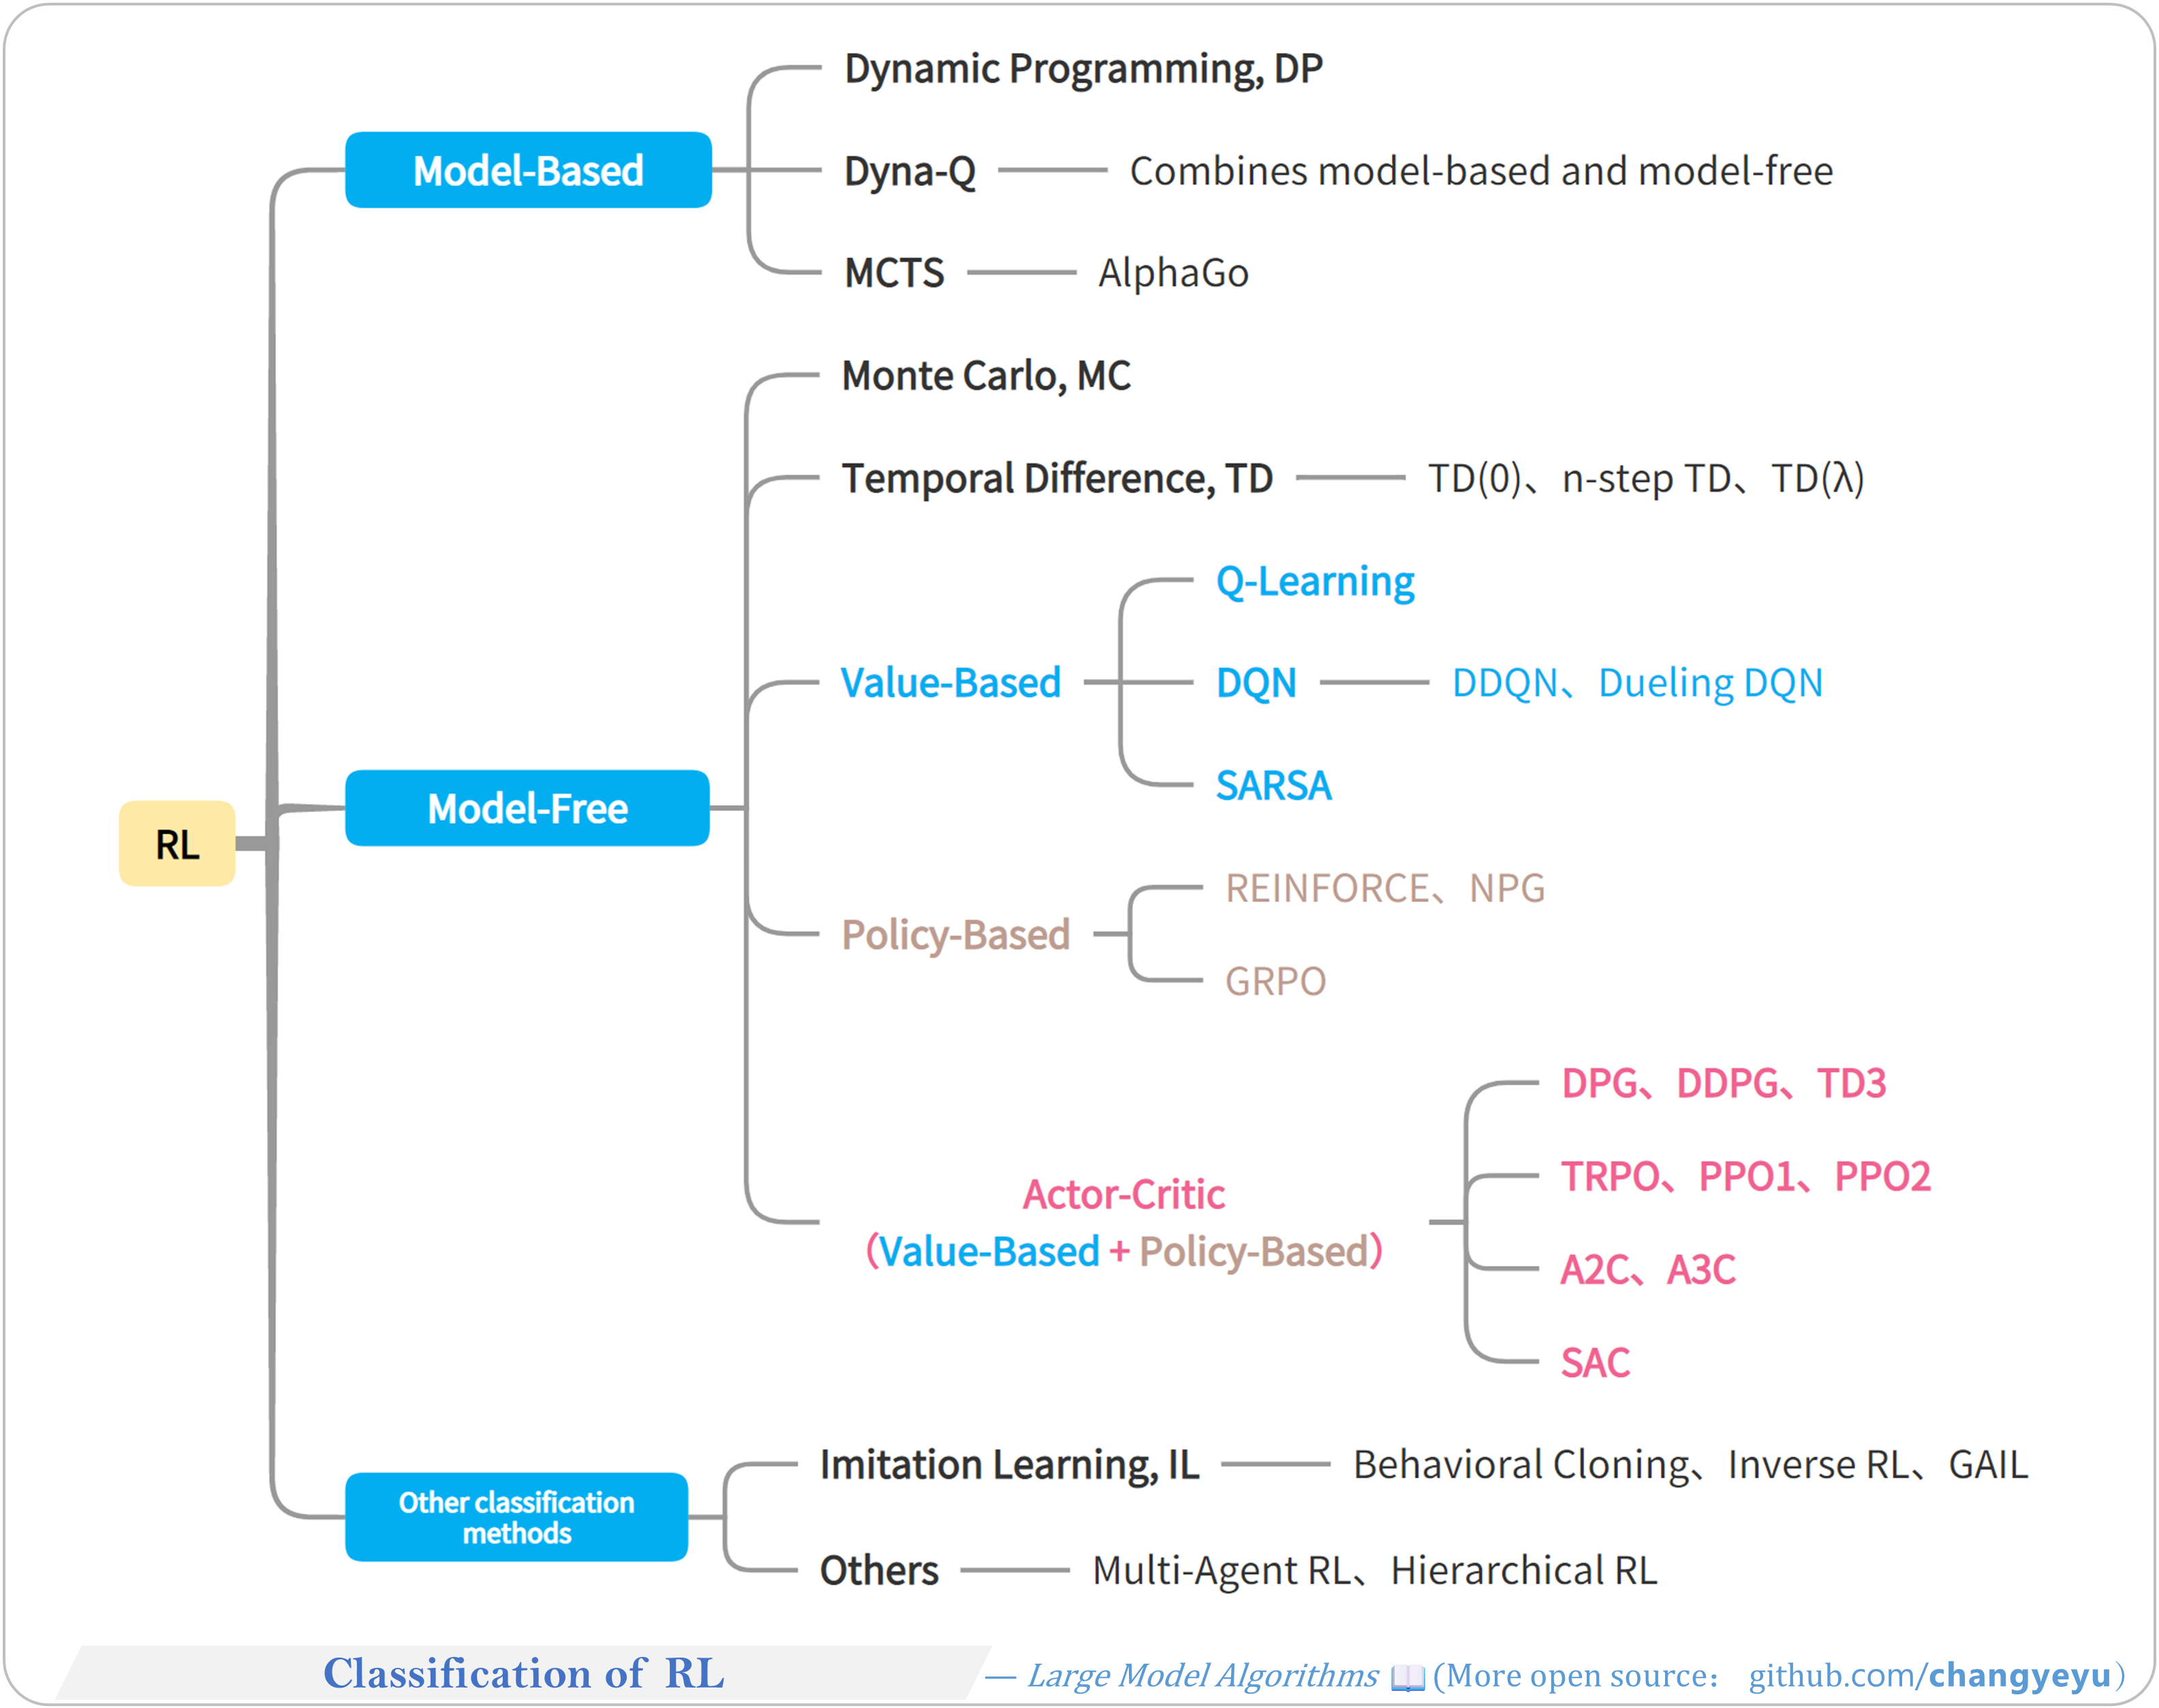 Dynamic Programming, DP
Model-Based
Dyna-Q
Combines model-based and model-free
MCTS
AlphaGo
Monte Carlo, MC
Temporal Difference, TD
TD(0)、n-step TD、TD(λ)
Q-Learning
Value-Based
DQN
DDQN、Dueling DQN
SARSA
Model-Free
RL
REINFORCE、NPG
Policy-Based
GRPO
DPG、DDPG、TD3
TRPO、PPO1、PPO2
Actor-Critic
（Value-Based + Policy-Based）
A2C、A3C
SAC
Imitation Learning, IL
Behavioral Cloning、Inverse RL、GAIL
Other classification
methods
Others
Multi-Agent RL、Hierarchical RL
Classification of RL
— Large Model Algorithms 📖 (More open source： github.com/changyeyu）